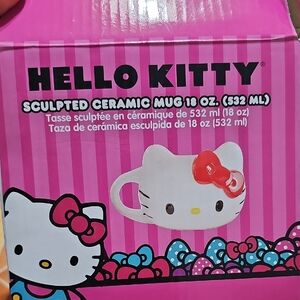 HELLO KITTY®
SCULPTED CERAMIC MUG 18 OZ. (532 ML)
Tasse sculptée en céramique de 532 ml (18 oz)
Taza de cerámica esculpida de 18 oz (532 ml)